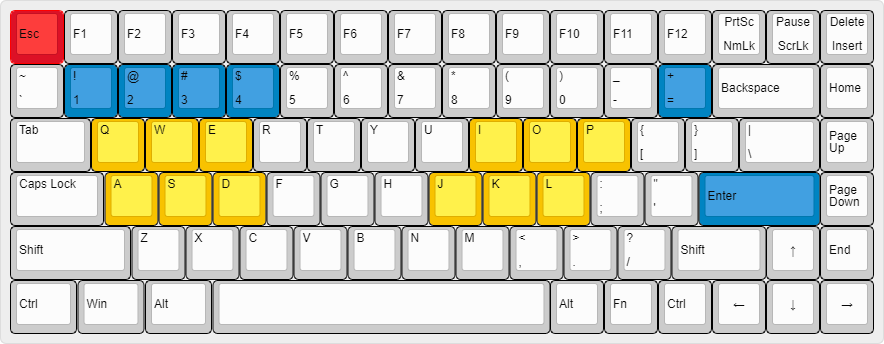 Esc F1 F2 F3 F4 F5 F6 F7 F8 F9 F10 F11 F12 PrtSc Pause Delete
NmLk ScrLk Insert
~ ! @ # $ % ^ & * ( ) _ +
` 1 2 3 4 5 6 7 8 9 0 - = Backspace Home
Tab Q W E R T Y U I O P { } | Page
[ ] \ Up
Caps Lock A S D F G H J K L : " Enter Page
; ' Down
Shift Z X C V B N M < > ? Shift ↑ End
, . /
Ctrl Win Alt Alt Fn Ctrl ← ↓ →